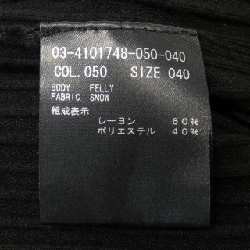 03-4101748-050-040
COL.050 SIZE 040
BODY FELLY
FABRIC SNOW
組成表示
レーヨン 60%
ポリエステル 40%